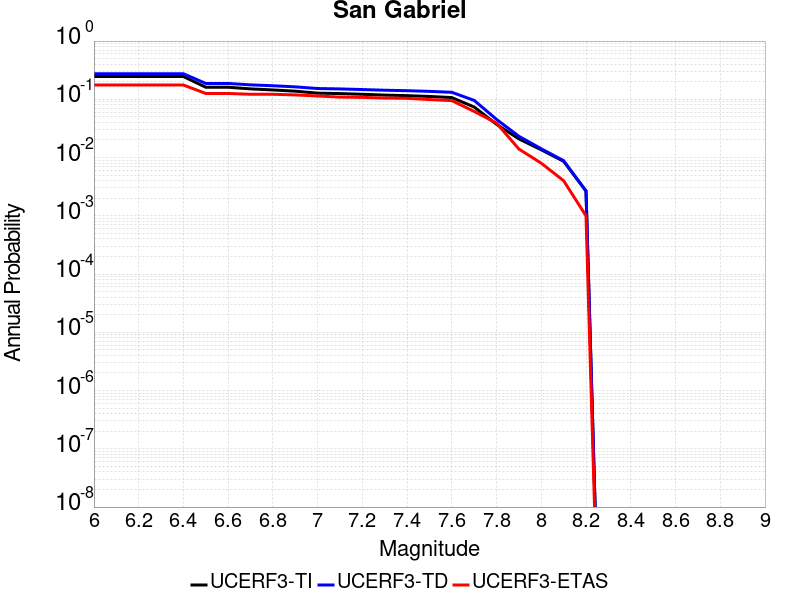 San Gabriel
10^0
10^-1
10^-2
10^-3
10^-4
10^-5
10^-6
10^-7
10^-8
Annual Probability
6 6.2 6.4 6.6 6.8 7 7.2 7.4 7.6 7.8 8 8.2 8.4 8.6 8.8 9
Magnitude
UCERF3-TI UCERF3-TD UCERF3-ETAS